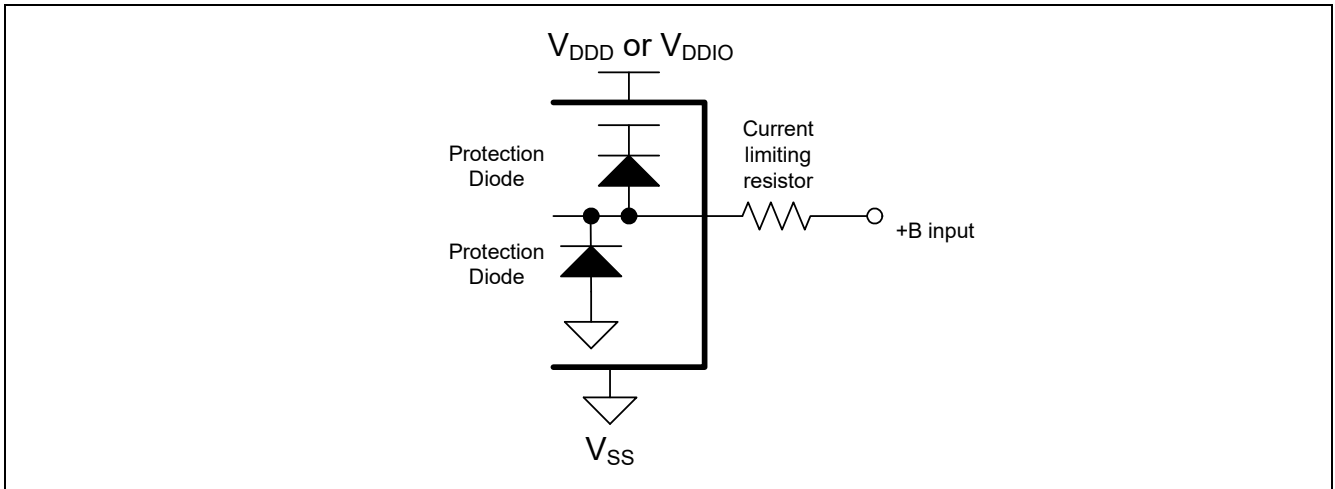 VDDD or VDDIO
Current
limiting
resistor
Protection
Diode
+B input
Protection
Diode
VSS